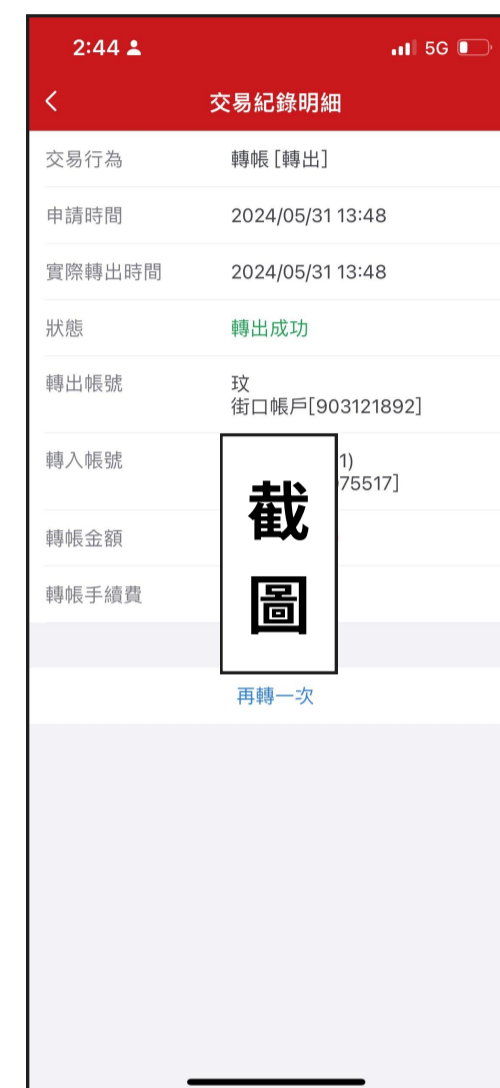 2:44
5G
交易紀錄明細
交易行為 轉帳 [轉出]
申請時間 2024/05/31 13:48
實際轉出時間 2024/05/31 13:48
狀態 轉出成功
轉出帳號 玟
街口帳戶[903121892]
轉入帳號 1)
75517]
轉帳金額
轉帳手續費
截
圖
再轉一次